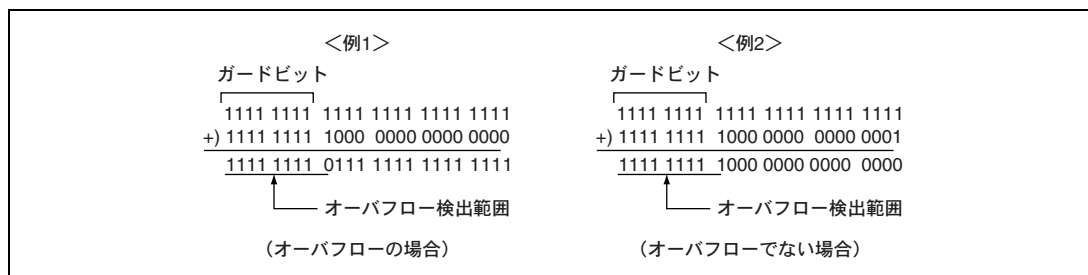 ＜例1＞
ガードビット
1111 1111 1111 1111 1111 1111
+) 1111 1111 1000 0000 0000 0000
1111 1111 0111 1111 1111 1111
オーバフロー検出範囲
（オーバフローの場合）
＜例2＞
ガードビット
1111 1111 1111 1111 1111 1111
+) 1111 1111 1000 0000 0000 0001
1111 1111 1000 0000 0000 0000
オーバフロー検出範囲
（オーバフローでない場合）